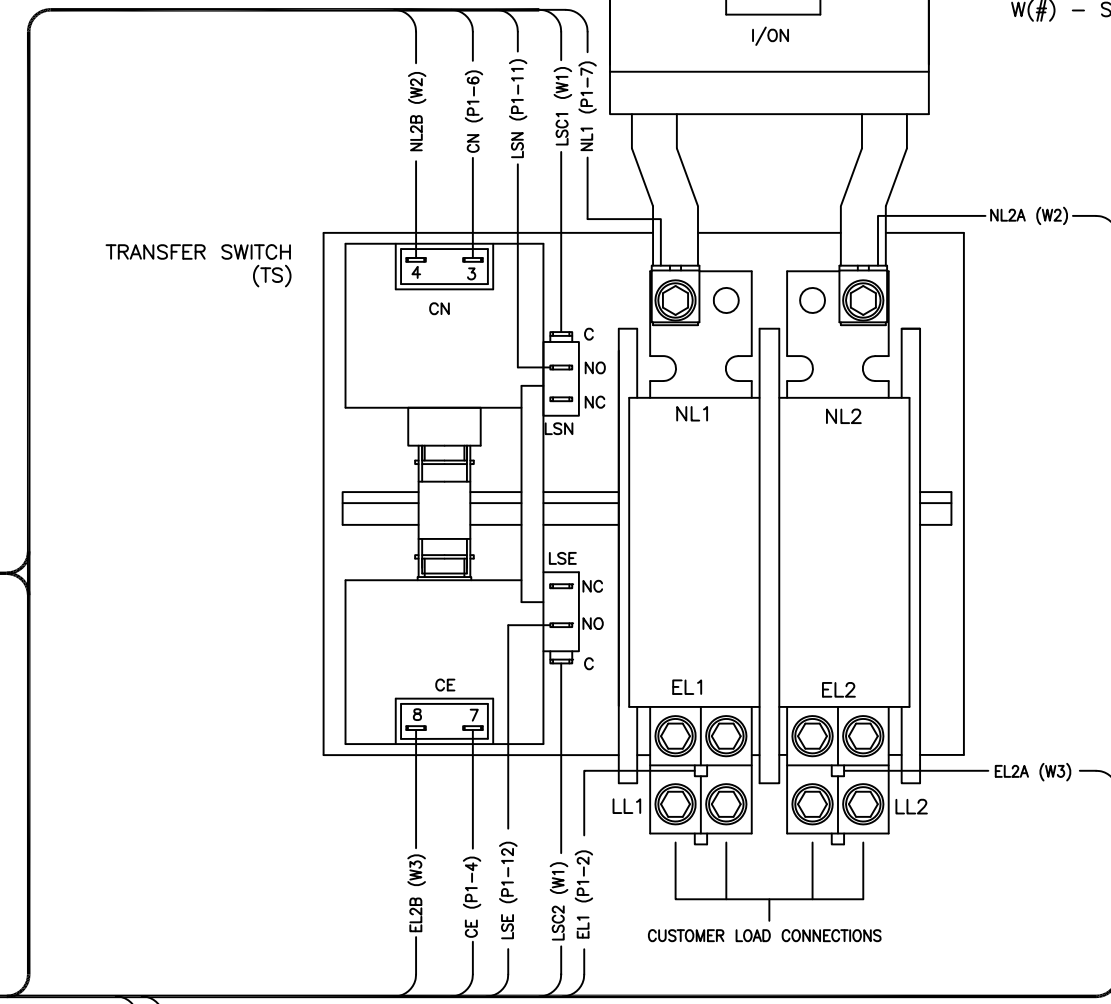 W(#) – S
I/ON
NL2B (W2)
CN (P1-6)
LSN (P1-11)
LSC1 (W1)
NL1 (P1-7)
NL2A (W2)
TRANSFER SWITCH
(TS)
4 3
CN
C
NO
NC
LSN
NL1 NL2
LSE
NC
NO
C
EL1 EL2
CE
8 7
EL2A (W3)
LL1 LL2
EL2B (W3)
CE (P1-4)
LSE (P1-12)
LSC2 (W1)
EL1 (P1-2)
CUSTOMER LOAD CONNECTIONS